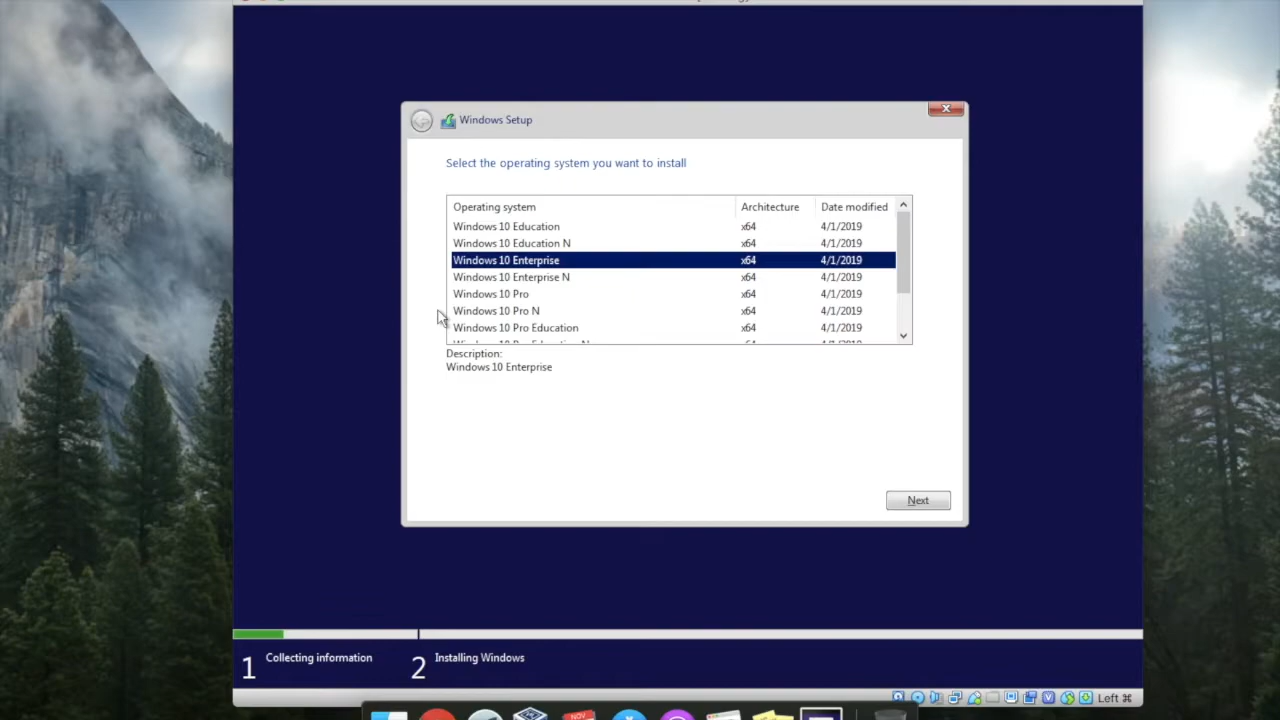 Windows Setup
Select the operating system you want to install
Operating system Architecture Date modified
Windows 10 Education x64 4/1/2019
Windows 10 Education N x64 4/1/2019
Windows 10 Enterprise x64 4/1/2019
Windows 10 Enterprise N x64 4/1/2019
Windows 10 Pro x64 4/1/2019
Windows 10 Pro N x64 4/1/2019
Windows 10 Pro Education x64 4/1/2019
Description:
Windows 10 Enterprise
Next
1 Collecting information
2 Installing Windows
Left ⌘
NOV